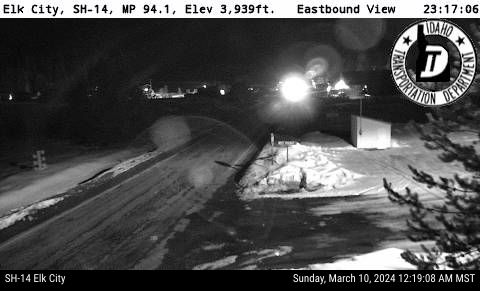 Elk City, SH-14, MP 94.1, Elev 3,939ft. Eastbound View 23:17:06
IDAHO
TRANSPORTATION DEPARTMENT
SH-14 Elk City Sunday, March 10, 2024 12:19:08 AM MST